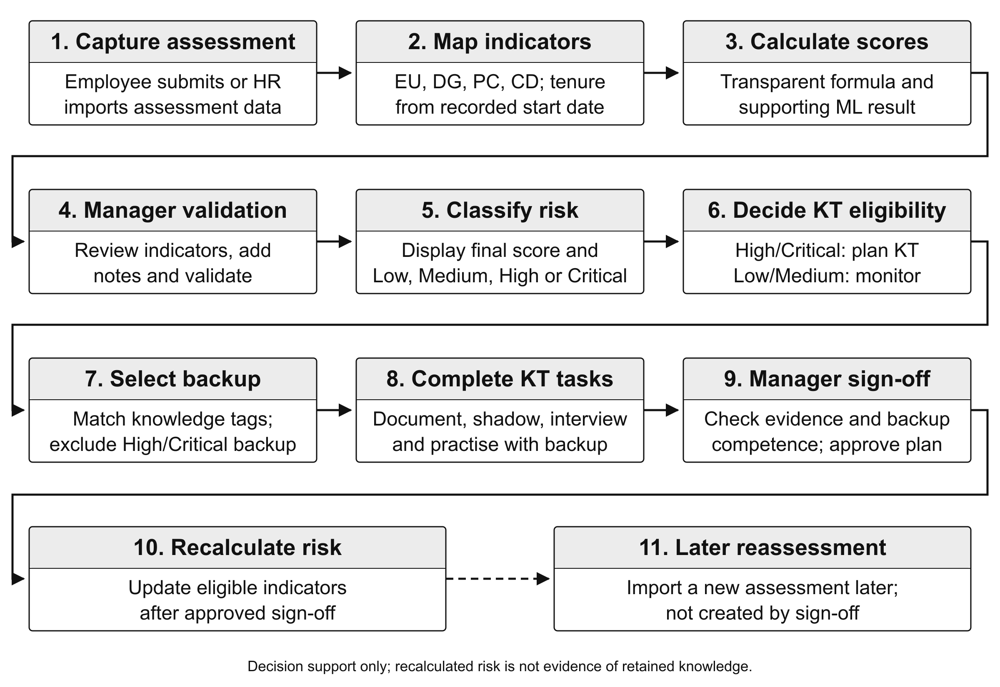 1. Capture assessment
Employee submits or HR
imports assessment data
2. Map indicators
EU, DG, PC, CD; tenure
from recorded start date
3. Calculate scores
Transparent formula and
supporting ML result
4. Manager validation
Review indicators, add
notes and validate
5. Classify risk
Display final score and
Low, Medium, High or Critical
6. Decide KT eligibility
High/Critical: plan KT
Low/Medium: monitor
7. Select backup
Match knowledge tags;
exclude High/Critical backup
8. Complete KT tasks
Document, shadow, interview
and practise with backup
9. Manager sign-off
Check evidence and backup
competence; approve plan
10. Recalculate risk
Update eligible indicators
after approved sign-off
11. Later reassessment
Import a new assessment later;
not created by sign-off
Decision support only; recalculated risk is not evidence of retained knowledge.